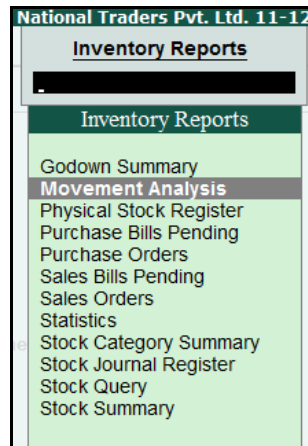 National Traders Pvt. Ltd. 11-12
Inventory Reports
Inventory Reports
Godown Summary
Movement Analysis
Physical Stock Register
Purchase Bills Pending
Purchase Orders
Sales Bills Pending
Sales Orders
Statistics
Stock Category Summary
Stock Journal Register
Stock Query
Stock Summary